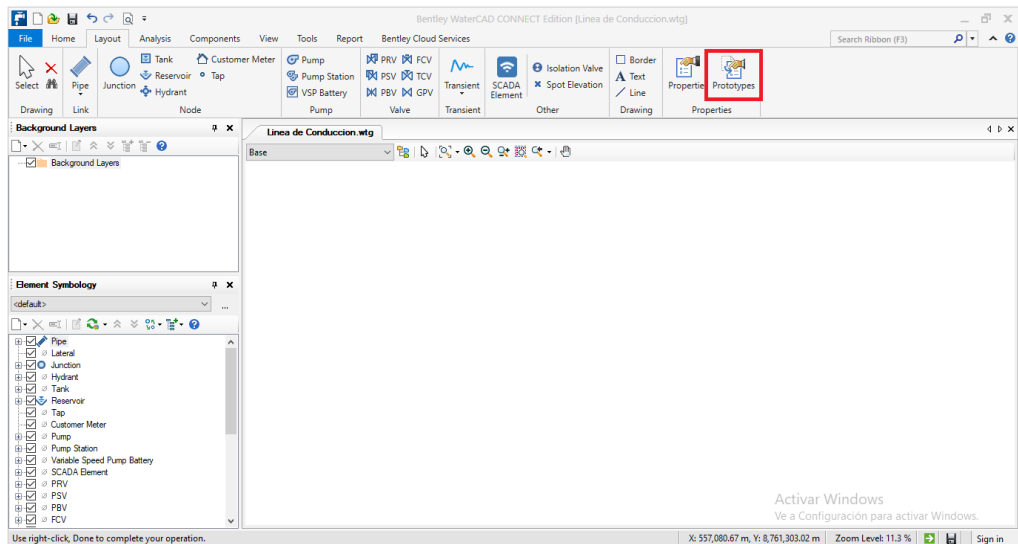 Bentley WaterCAD CONNECT Edition [Linea de Conduccion.wtg]
File Home Layout Analysis Components View Tools Report Bentley Cloud Services Search Ribbon (F3)
Select Pipe Junction Tank Reservoir Hydrant Customer Meter Tap
Pump Pump Station VSP Battery
PRV FCV PSV TCV PBV GPV
Transient SCADA Element Isolation Valve Spot Elevation
Border Text Line Propertie Prototypes
Drawing Link Node Pump Valve Transient Other Drawing Properties
Background Layers
Background Layers
Linea de Conduccion.wtg
Base
Element Symbology
<default>
...
Pipe
Lateral
Junction
Hydrant
Tank
Reservoir
Tap
Customer Meter
Pump
Pump Station
Variable Speed Pump Battery
SCADA Element
PRV
PSV
PBV
FCV
Activar Windows
Ve a Configuración para activar Windows.
Use right-click, Done to complete your operation. X: 557,080.67 m, Y: 8,761,303.02 m Zoom Level: 11.3 % Sign in